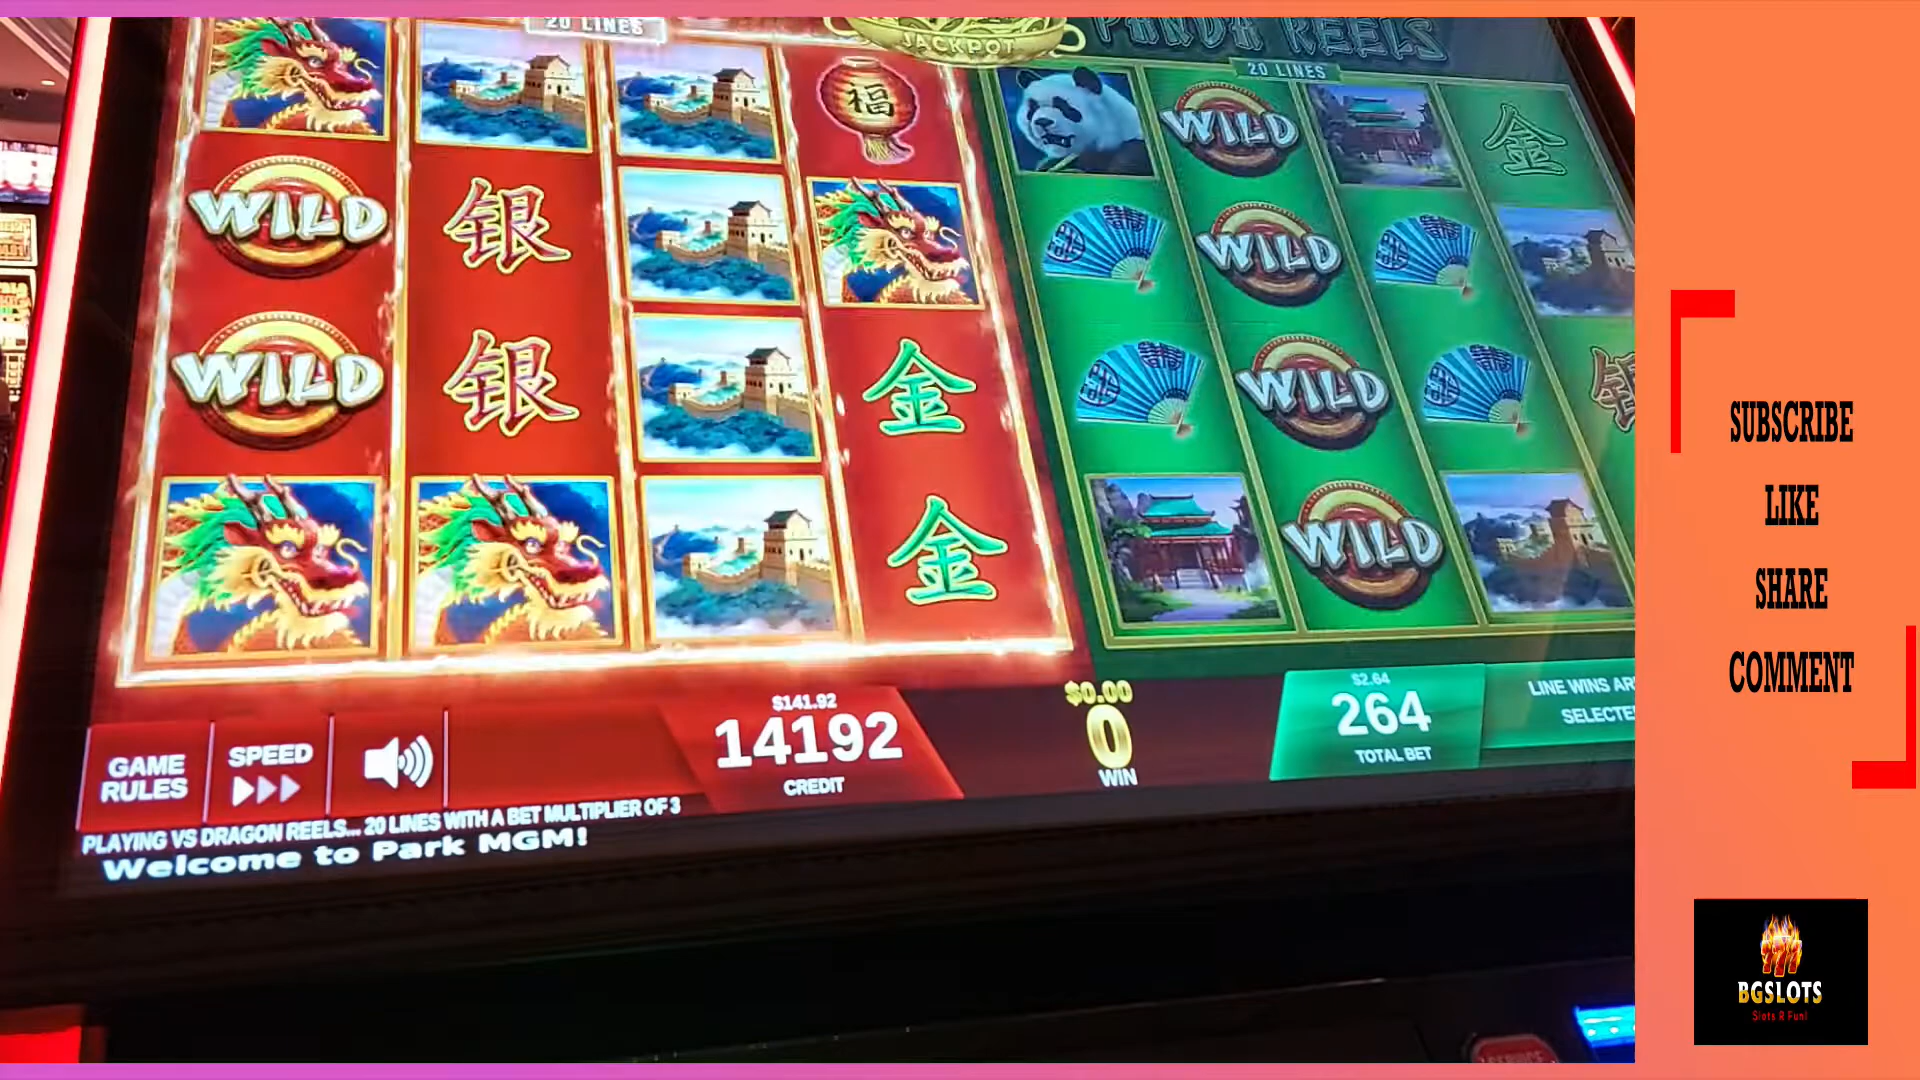 20 LINES
JACKPOT
PANDA REELS
20 LINES
福
WILD
金
WILD
银
WILD
WILD
银
金
WILD
银
金
WILD
$141.92
14192
CREDIT
$0.00
0
WIN
$2.64
264
TOTAL BET
LINE WINS AR
SELECTE
GAME
RULES
SPEED
PLAYING VS DRAGON REELS... 20 LINES WITH A BET MULTIPLIER OF 3
Welcome to Park MGM!
SERVICE
SUBSCRIBE
LIKE
SHARE
COMMENT
777
BGSLOTS
Slots R Fun!